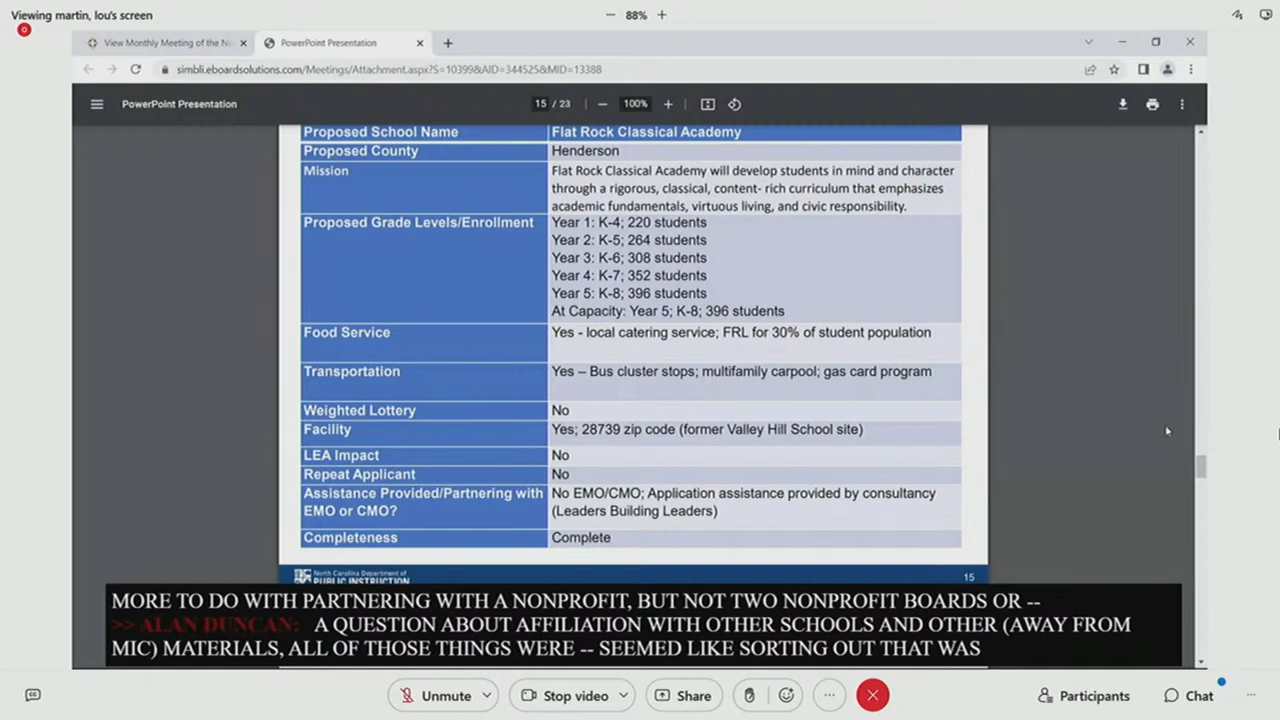 Viewing martin, lou's screen
88%
View Monthly Meeting of the No
PowerPoint Presentation
simbli.eboardsolutions.com/Meetings/Attachment.aspx?S=10399&AID=344525&MID=13388
PowerPoint Presentation
15 / 23
100%
Proposed School Name Flat Rock Classical Academy
Proposed County Henderson
Mission Flat Rock Classical Academy will develop students in mind and character
through a rigorous, classical, content- rich curriculum that emphasizes
academic fundamentals, virtuous living, and civic responsibility.
Proposed Grade Levels/Enrollment Year 1: K-4; 220 students
Year 2: K-5; 264 students
Year 3: K-6; 308 students
Year 4: K-7; 352 students
Year 5: K-8; 396 students
At Capacity: Year 5; K-8; 396 students
Food Service Yes - local catering service; FRL for 30% of student population
Transportation Yes – Bus cluster stops; multifamily carpool; gas card program
Weighted Lottery No
Facility Yes; 28739 zip code (former Valley Hill School site)
LEA Impact No
Repeat Applicant No
Assistance Provided/Partnering with No EMO/CMO; Application assistance provided by consultancy
EMO or CMO? (Leaders Building Leaders)
Completeness Complete
North Carolina Department of
PUBLIC INSTRUCTION
15
MORE TO DO WITH PARTNERING WITH A NONPROFIT, BUT NOT TWO NONPROFIT BOARDS OR --
>> ALAN DUNCAN: A QUESTION ABOUT AFFILIATION WITH OTHER SCHOOLS AND OTHER (AWAY FROM
MIC) MATERIALS, ALL OF THOSE THINGS WERE -- SEEMED LIKE SORTING OUT THAT WAS
Unmute
Stop video
Share
Participants
Chat